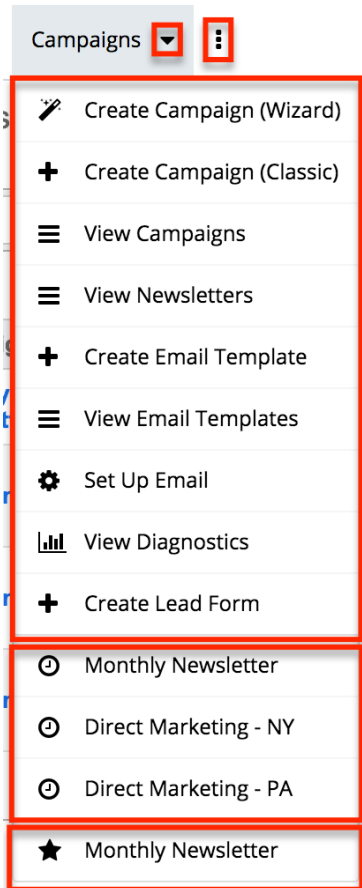 Campaigns
Create Campaign (Wizard)
Create Campaign (Classic)
View Campaigns
View Newsletters
Create Email Template
View Email Templates
Set Up Email
View Diagnostics
Create Lead Form
Monthly Newsletter
Direct Marketing - NY
Direct Marketing - PA
Monthly Newsletter